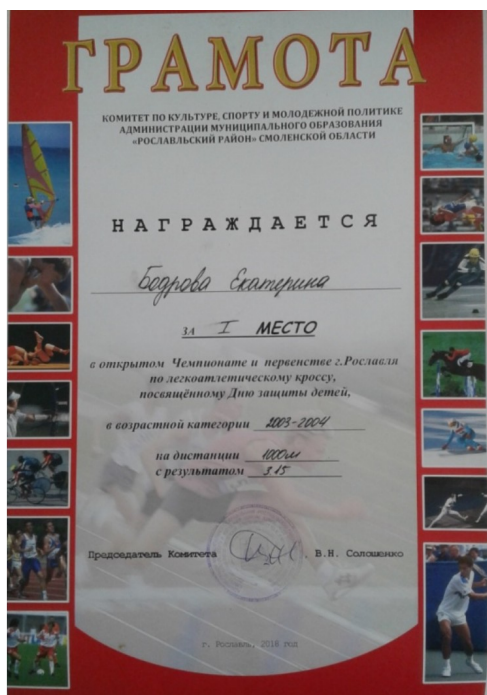 ГРАМОТА
КОМИТЕТ ПО КУЛЬТУРЕ, СПОРТУ И МОЛОДЕЖНОЙ ПОЛИТИКЕ
АДМИНИСТРАЦИИ МУНИЦИПАЛЬНОГО ОБРАЗОВАНИЯ
«РОСЛАВЛЬСКИЙ РАЙОН» СМОЛЕНСКОЙ ОБЛАСТИ
НАГРАЖДАЕТСЯ
Бодрова Екатерина
ЗА I МЕСТО
в открытом Чемпионате и первенстве г.Рославля
по легкоатлетическому кроссу,
посвящённому Дню защиты детей,
в возрастной категории 2003-2004
на дистанции 1000м
с результатом 3.15
Председатель Комитета В.Н. Солошенко
г. Рославль, 2018 год